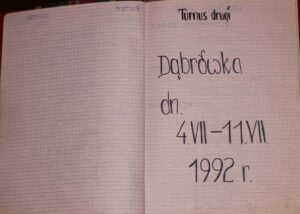 Turnus drugi
Dąbrówka
dn.
4.VII – 11.VII.
1992 r.